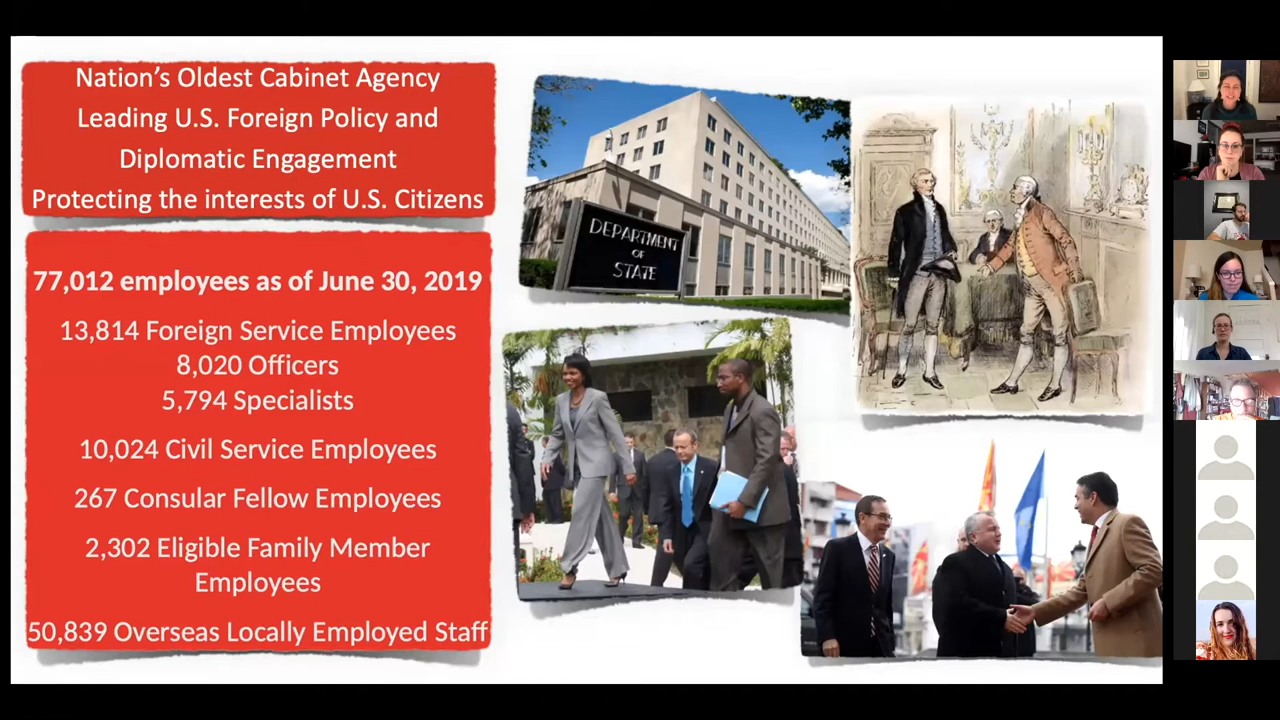 Nation’s Oldest Cabinet Agency
Leading U.S. Foreign Policy and
Diplomatic Engagement
Protecting the interests of U.S. Citizens
77,012 employees as of June 30, 2019
13,814 Foreign Service Employees
8,020 Officers
5,794 Specialists
10,024 Civil Service Employees
267 Consular Fellow Employees
2,302 Eligible Family Member
Employees
50,839 Overseas Locally Employed Staff
DEPARTMENT
OF
STATE